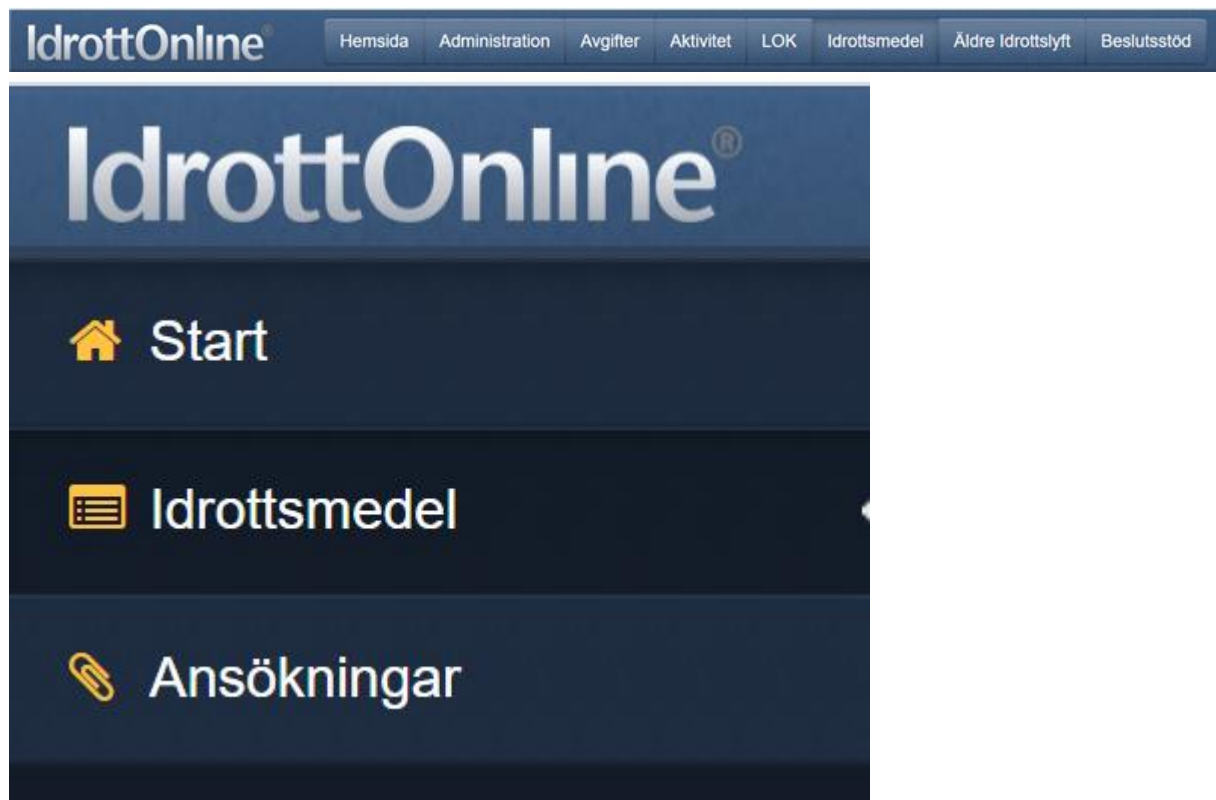 IdrottOnline® Hemsida Administration Avgifter Aktivitet LOK Idrottsmedel Äldre Idrottslyft Beslutsstöd
IdrottOnline®
Start
Idrottsmedel
Ansökningar